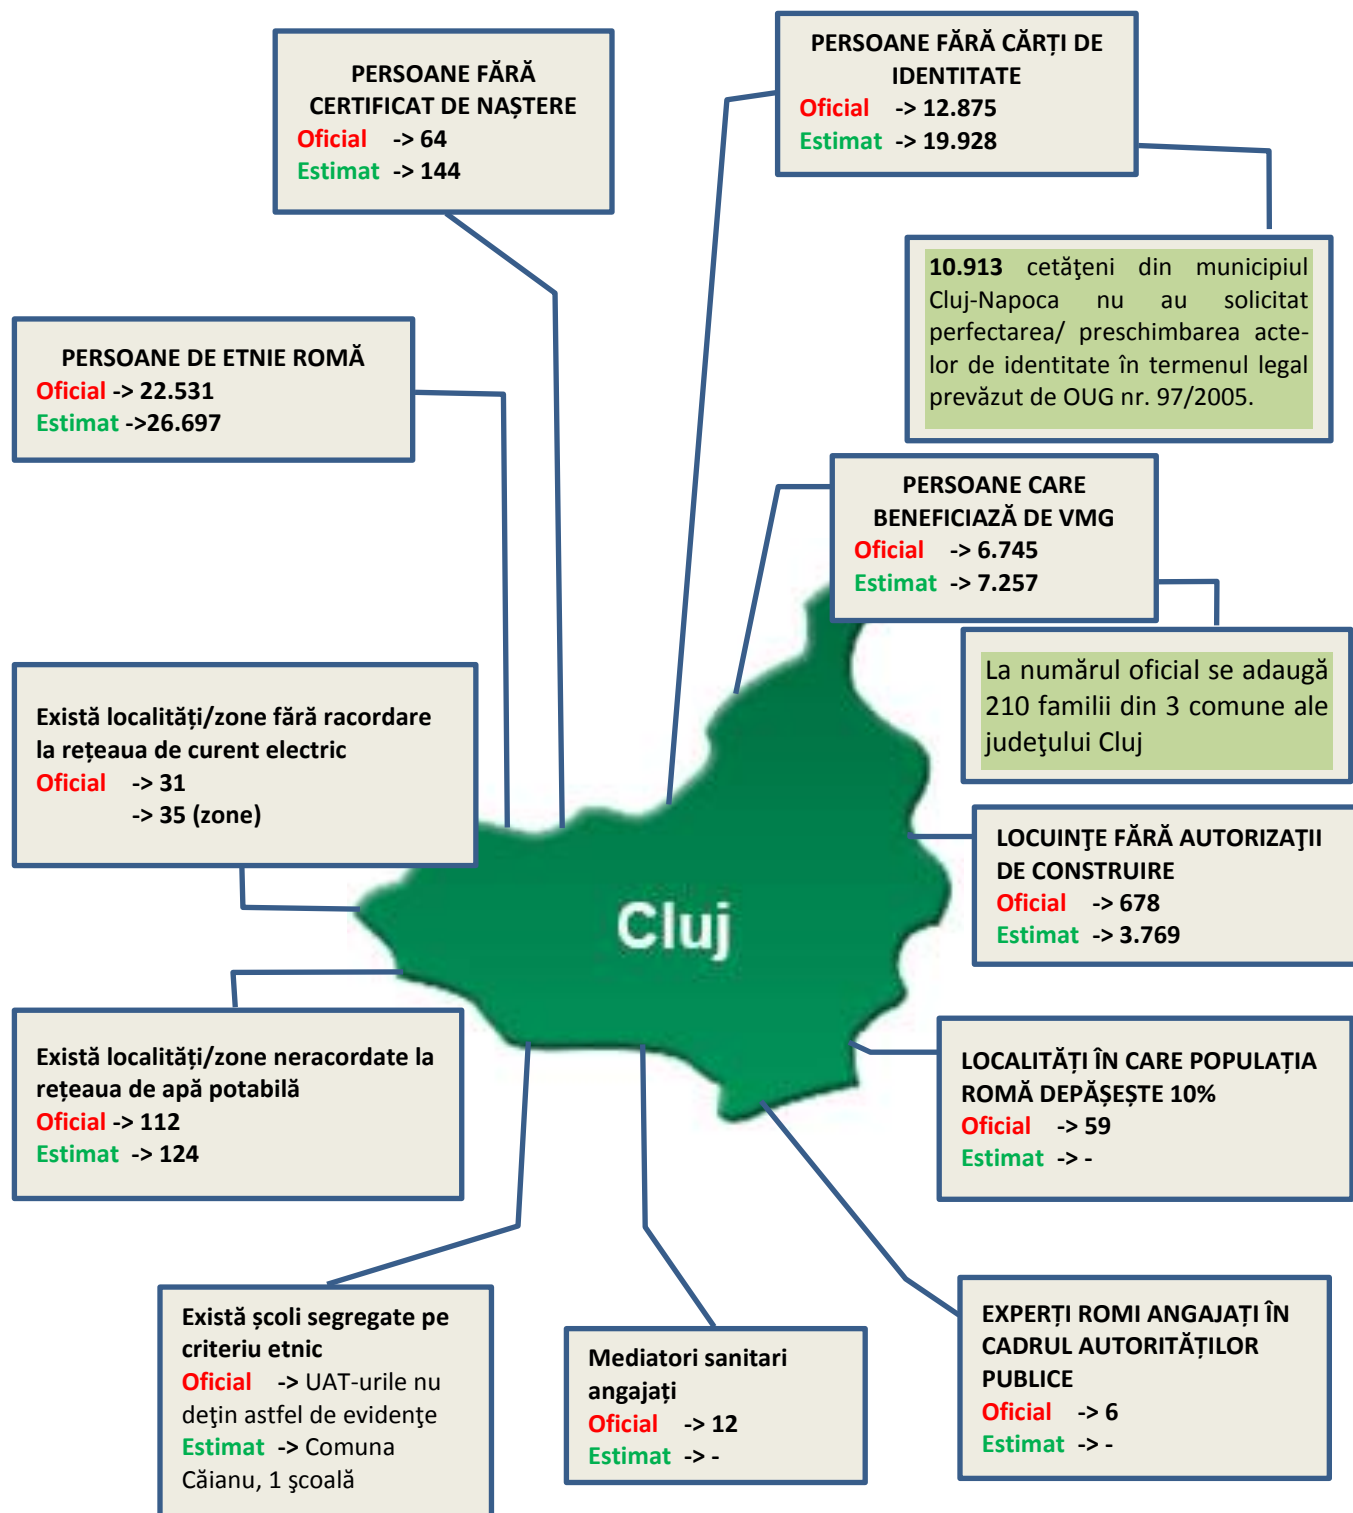 PERSOANE FĂRĂ
CERTIFICAT DE NAȘTERE
Oficial -> 64
Estimat -> 144
PERSOANE FĂRĂ CĂRȚI DE
IDENTITATE
Oficial -> 12.875
Estimat -> 19.928
10.913 cetăţeni din municipiul
Cluj-Napoca nu au solicitat
perfectarea/ preschimbarea acte-
lor de identitate în termenul legal
prevăzut de OUG nr. 97/2005.
PERSOANE DE ETNIE ROMĂ
Oficial -> 22.531
Estimat ->26.697
PERSOANE CARE
BENEFICIAZĂ DE VMG
Oficial -> 6.745
Estimat -> 7.257
La numărul oficial se adaugă
210 familii din 3 comune ale
judeţului Cluj
Există localități/zone fără racordare
la rețeaua de curent electric
Oficial -> 31
-> 35 (zone)
LOCUINŢE FĂRĂ AUTORIZAŢII
DE CONSTRUIRE
Oficial -> 678
Estimat -> 3.769
Cluj
Există localități/zone neracordate la
rețeaua de apă potabilă
Oficial -> 112
Estimat -> 124
LOCALITĂȚI ÎN CARE POPULAȚIA
ROMĂ DEPĂȘEȘTE 10%
Oficial -> 59
Estimat -> -
Există școli segregate pe
criteriu etnic
Oficial -> UAT-urile nu
deţin astfel de evidenţe
Estimat -> Comuna
Căianu, 1 şcoală
Mediatori sanitari
angajați
Oficial -> 12
Estimat -> -
EXPERȚI ROMI ANGAJAȚI ÎN
CADRUL AUTORITĂȚILOR
PUBLICE
Oficial -> 6
Estimat -> -